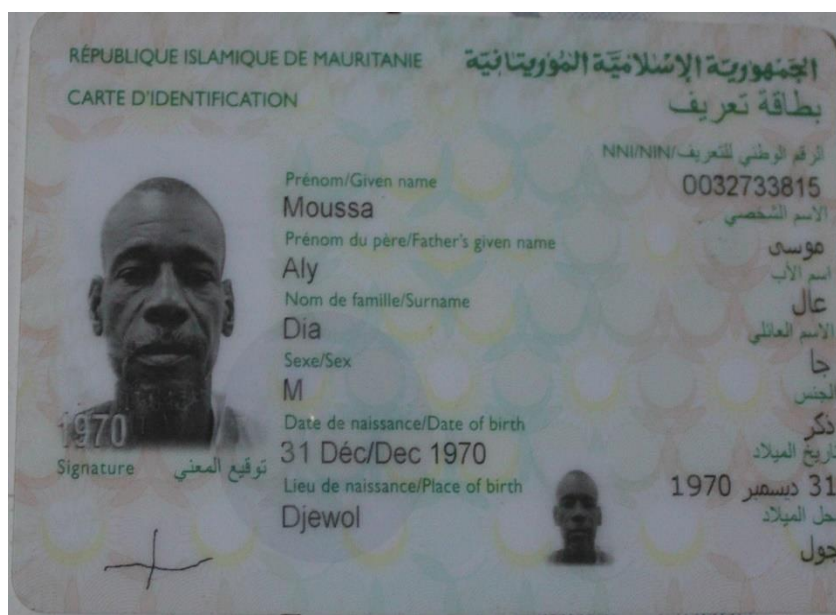 RÉPUBLIQUE ISLAMIQUE DE MAURITANIE الجمهورية الإسلامية الموريتانية
CARTE D'IDENTIFICATION بطاقة تعريف
الرقم الوطني للتعريف/NNI/NIN
0032733815
Prénom/Given name
Moussa
الاسم الشخصي
موسى
Prénom du père/Father's given name
Aly
اسم الأب
عال
Nom de famille/Surname
Dia
الاسم العائلي
جا
Sexe/Sex
M
الجنس
ذكر
Date de naissance/Date of birth
31 Déc/Dec 1970
تاريخ الميلاد
31 ديسمبر 1970
Lieu de naissance/Place of birth
Djewol
محل الميلاد
جول
1970
Signature توقيع المعني